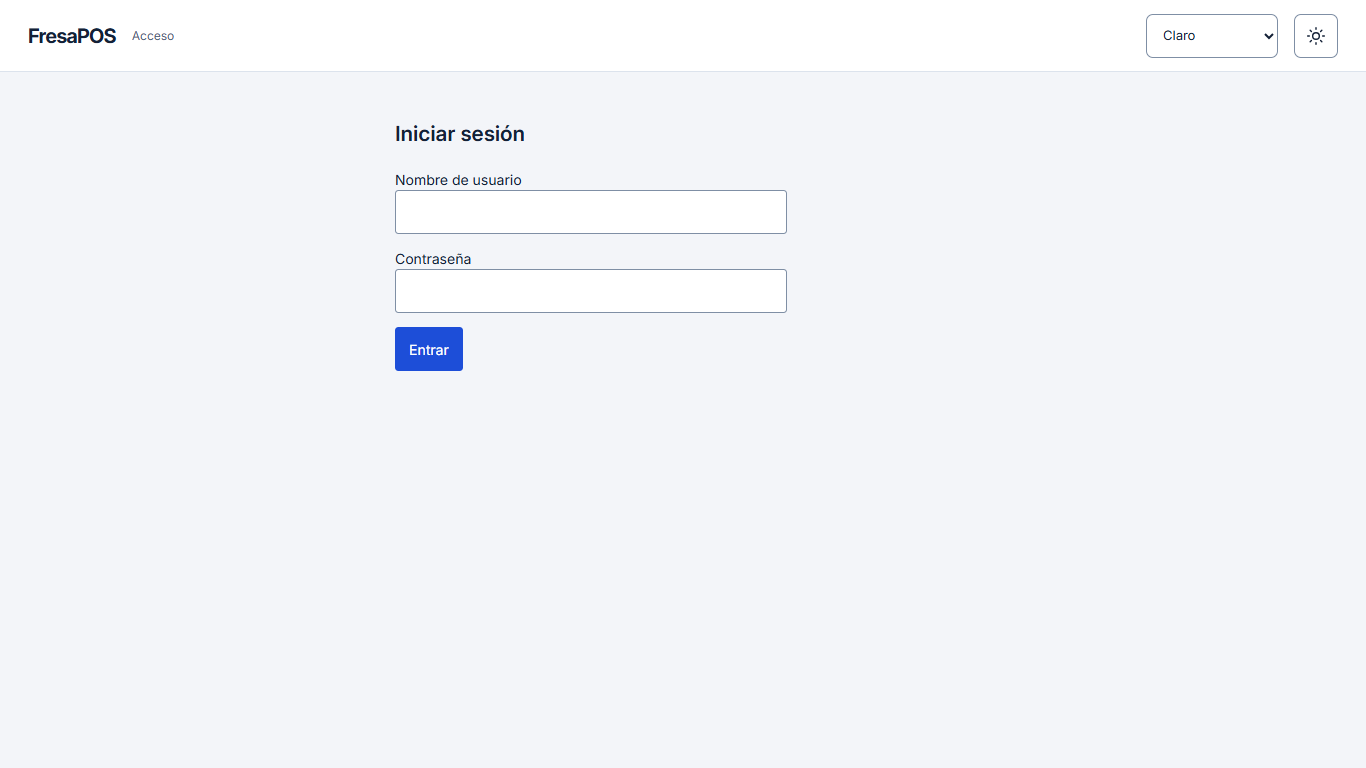 FresaPOS Acceso Claro
Iniciar sesión
Nombre de usuario
Contraseña
Entrar